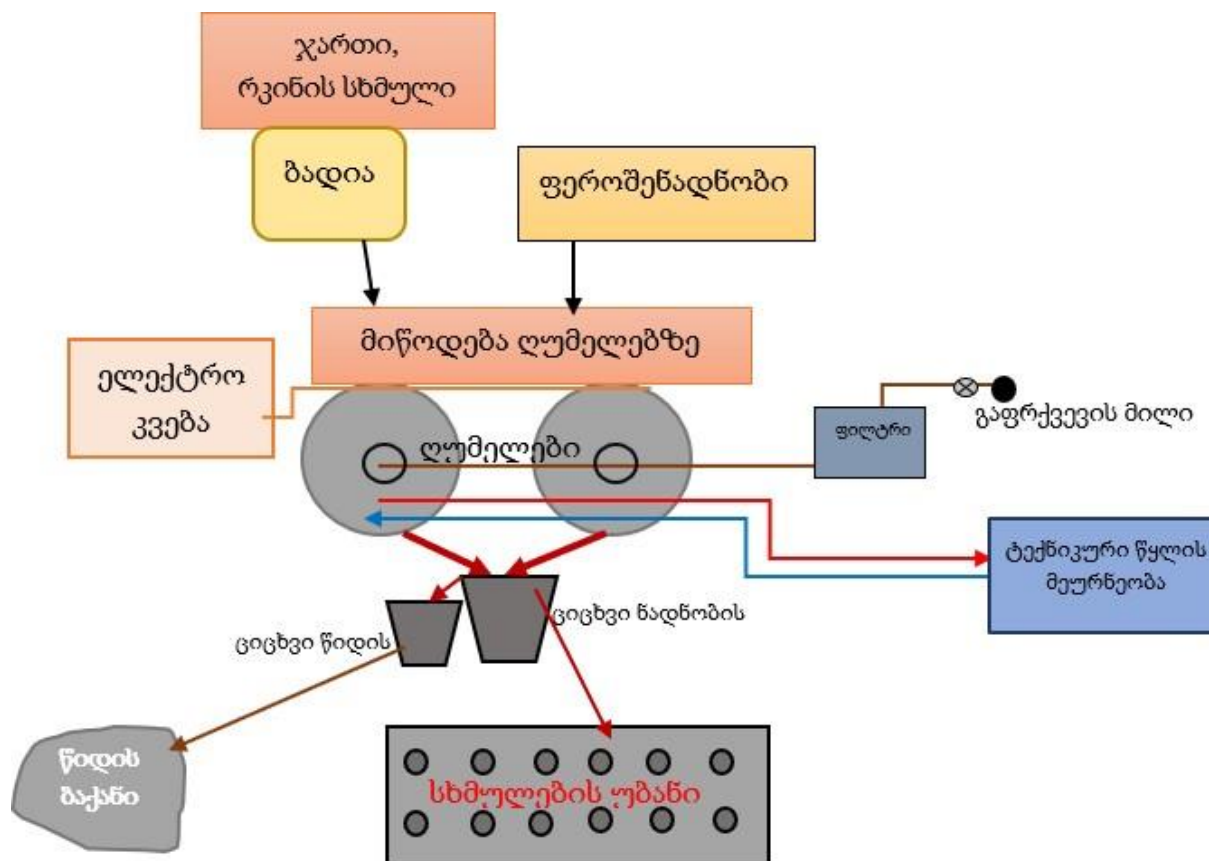 ჯართი,
რკინის სხმული
ბადია
ფეროშენადნობი
მიწოდება ღუმელებზე
ელექტრო
კვება
ღუმელები
ფილტრი
გაფრქვევის მილი
ტექნიკური წყლის
მეურნეობა
ციცხვი ნადნობის
ციცხვი წიდის
წიდის
ბაქანი
სხმულების უბანი